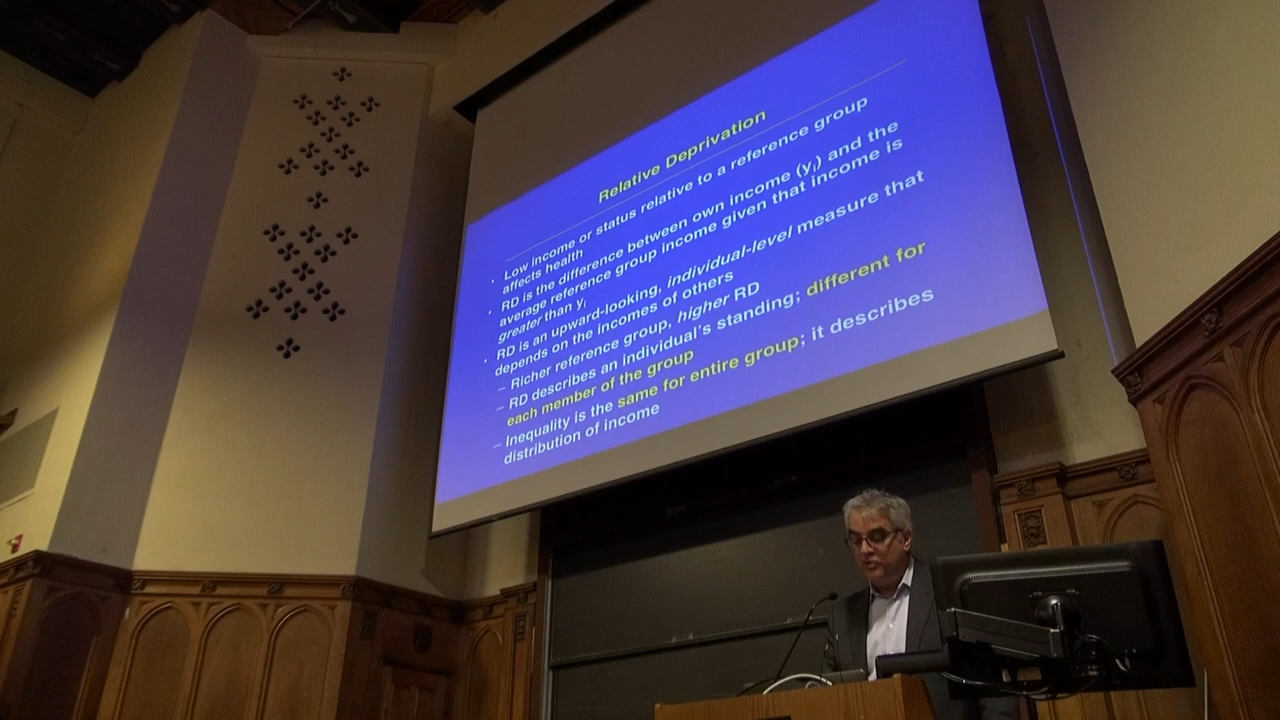 Relative Deprivation
• Low income or status relative to a reference group
affects health
• RD is the difference between own income (yi) and the
average reference group income given that income is
greater than yi
• RD is an upward-looking, individual-level measure that
depends on the incomes of others
– Richer reference group, higher RD
– RD describes an individual's standing; different for
each member of the group
– Inequality is the same for entire group; it describes
distribution of income